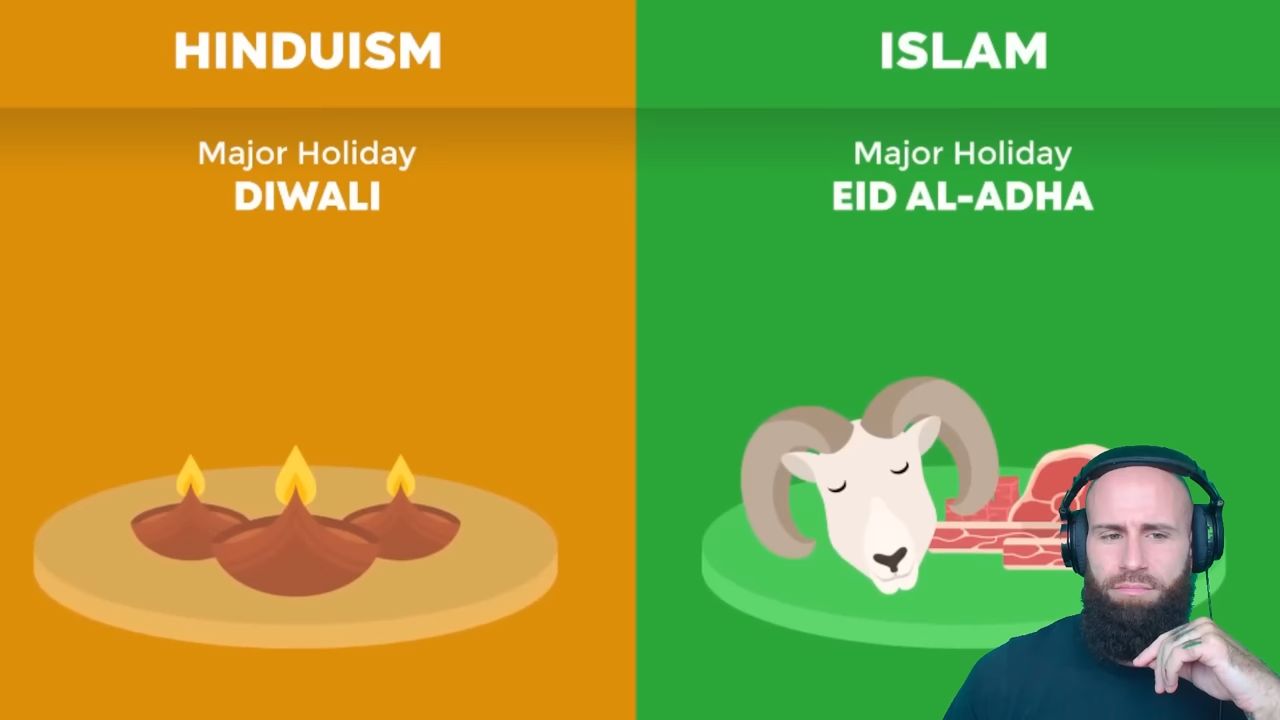 HINDUISM
Major Holiday
DIWALI
ISLAM
Major Holiday
EID AL-ADHA